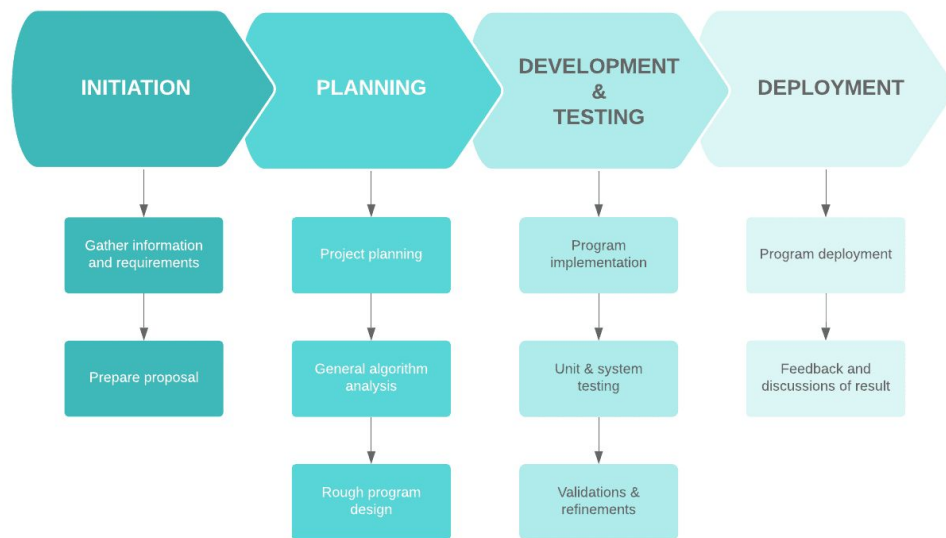 INITIATION
PLANNING
DEVELOPMENT
&
TESTING
DEPLOYMENT
Gather information
and requirements
Project planning
Program
implementation
Program deployment
Prepare proposal
General algorithm
analysis
Unit & system
testing
Feedback and
discussions of result
Rough program
design
Validations &
refinements